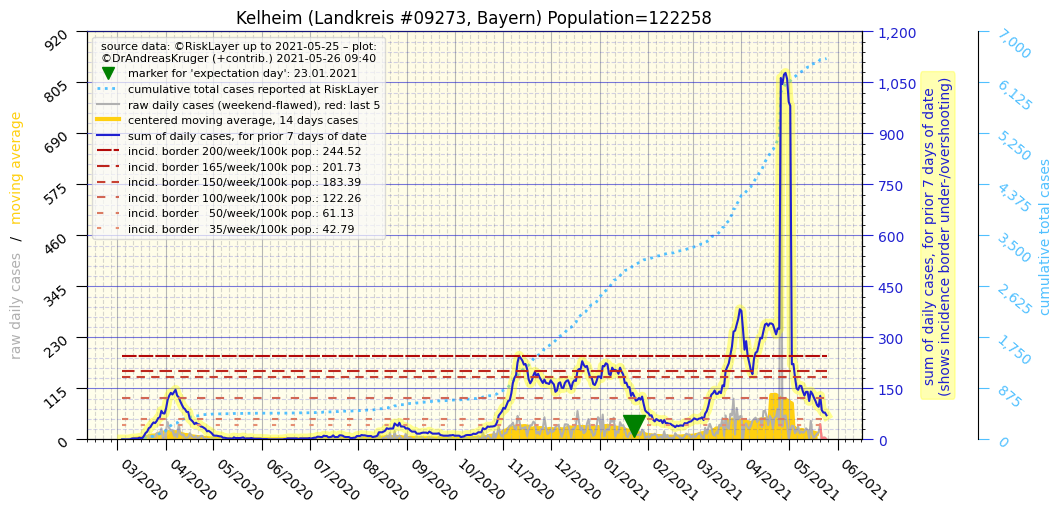 Kelheim (Landkreis #09273, Bayern) Population=122258
source data: ©RiskLayer up to 2021-05-25 – plot:
©DrAndreasKruger (+contrib.) 2021-05-26 09:40
marker for 'expectation day': 23.01.2021
cumulative total cases reported at RiskLayer
raw daily cases (weekend-flawed), red: last 5
centered moving average, 14 days cases
sum of daily cases, for prior 7 days of date
incid. border 200/week/100k pop.: 244.52
incid. border 165/week/100k pop.: 201.73
incid. border 150/week/100k pop.: 183.39
incid. border 100/week/100k pop.: 122.26
incid. border 50/week/100k pop.: 61.13
incid. border 35/week/100k pop.: 42.79
raw daily cases / moving average
920
805
690
575
460
345
230
115
0
03/2020
04/2020
05/2020
06/2020
07/2020
08/2020
09/2020
10/2020
11/2020
12/2020
01/2021
02/2021
03/2021
04/2021
05/2021
06/2021
1,200
1,050
900
750
600
450
300
150
0
sum of daily cases, for prior 7 days of date
(shows incidence border under-/overshooting)
7,000
6,125
5,250
4,375
3,500
2,625
1,750
875
0
cumulative total cases